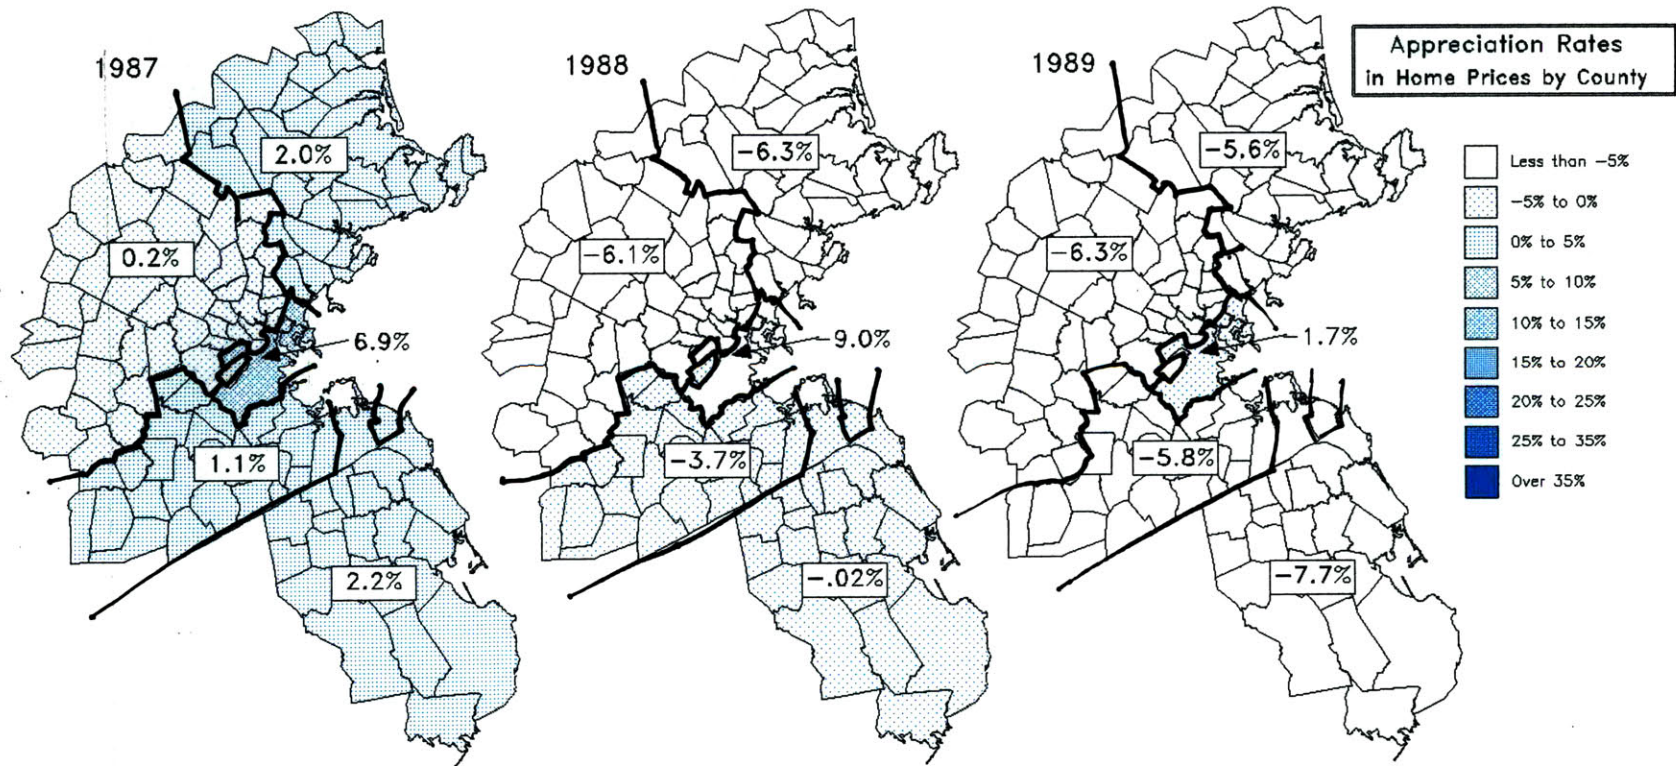 1987
2.0%
0.2%
6.9%
1.1%
2.2%
1988
-6.3%
-6.1%
9.0%
-3.7%
-.02%
1989
-5.6%
-6.3%
1.7%
-5.8%
-7.7%
Appreciation Rates
in Home Prices by County
Less than -5%
-5% to 0%
0% to 5%
5% to 10%
10% to 15%
15% to 20%
20% to 25%
25% to 35%
Over 35%